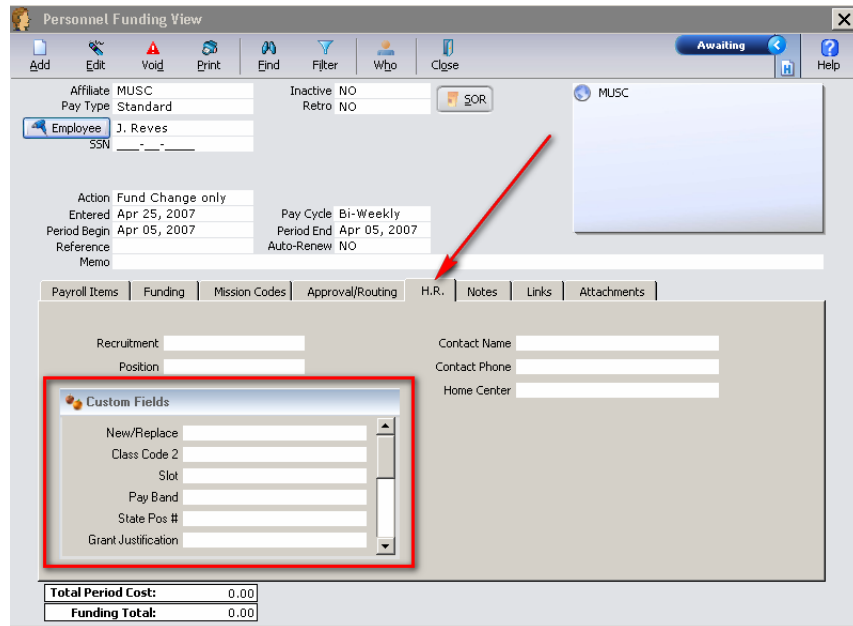 Personnel Funding View
Add Edit Void Print Find Filter Who Close Awaiting H Help
Affiliate MUSC Inactive NO SOR MUSC
Pay Type Standard Retro NO
Employee J. Reves
SSN ___-__-____
Action Fund Change only
Entered Apr 25, 2007 Pay Cycle Bi-Weekly
Period Begin Apr 05, 2007 Period End Apr 05, 2007
Reference Auto-Renew NO
Memo
Payroll Items Funding Mission Codes Approval/Routing H.R. Notes Links Attachments
Recruitment Contact Name
Position Contact Phone
Home Center
Custom Fields
New/Replace
Class Code 2
Slot
Pay Band
State Pos #
Grant Justification
Total Period Cost: 0.00
Funding Total: 0.00